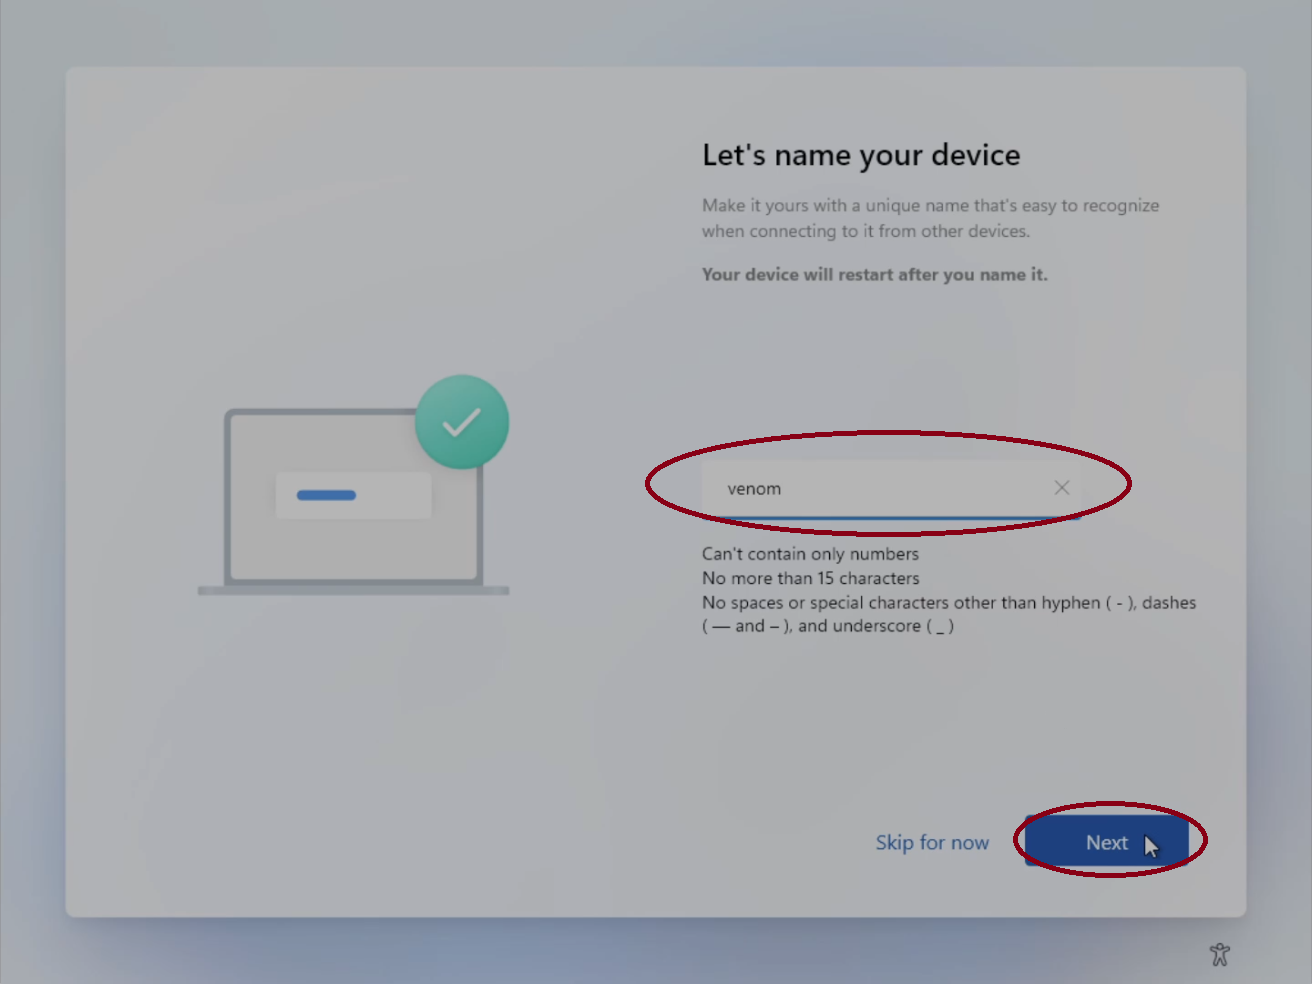 Let's name your device
Make it yours with a unique name that's easy to recognize
when connecting to it from other devices.
Your device will restart after you name it.
venom
Can't contain only numbers
No more than 15 characters
No spaces or special characters other than hyphen ( - ), dashes
( — and – ), and underscore ( _ )
Skip for now
Next